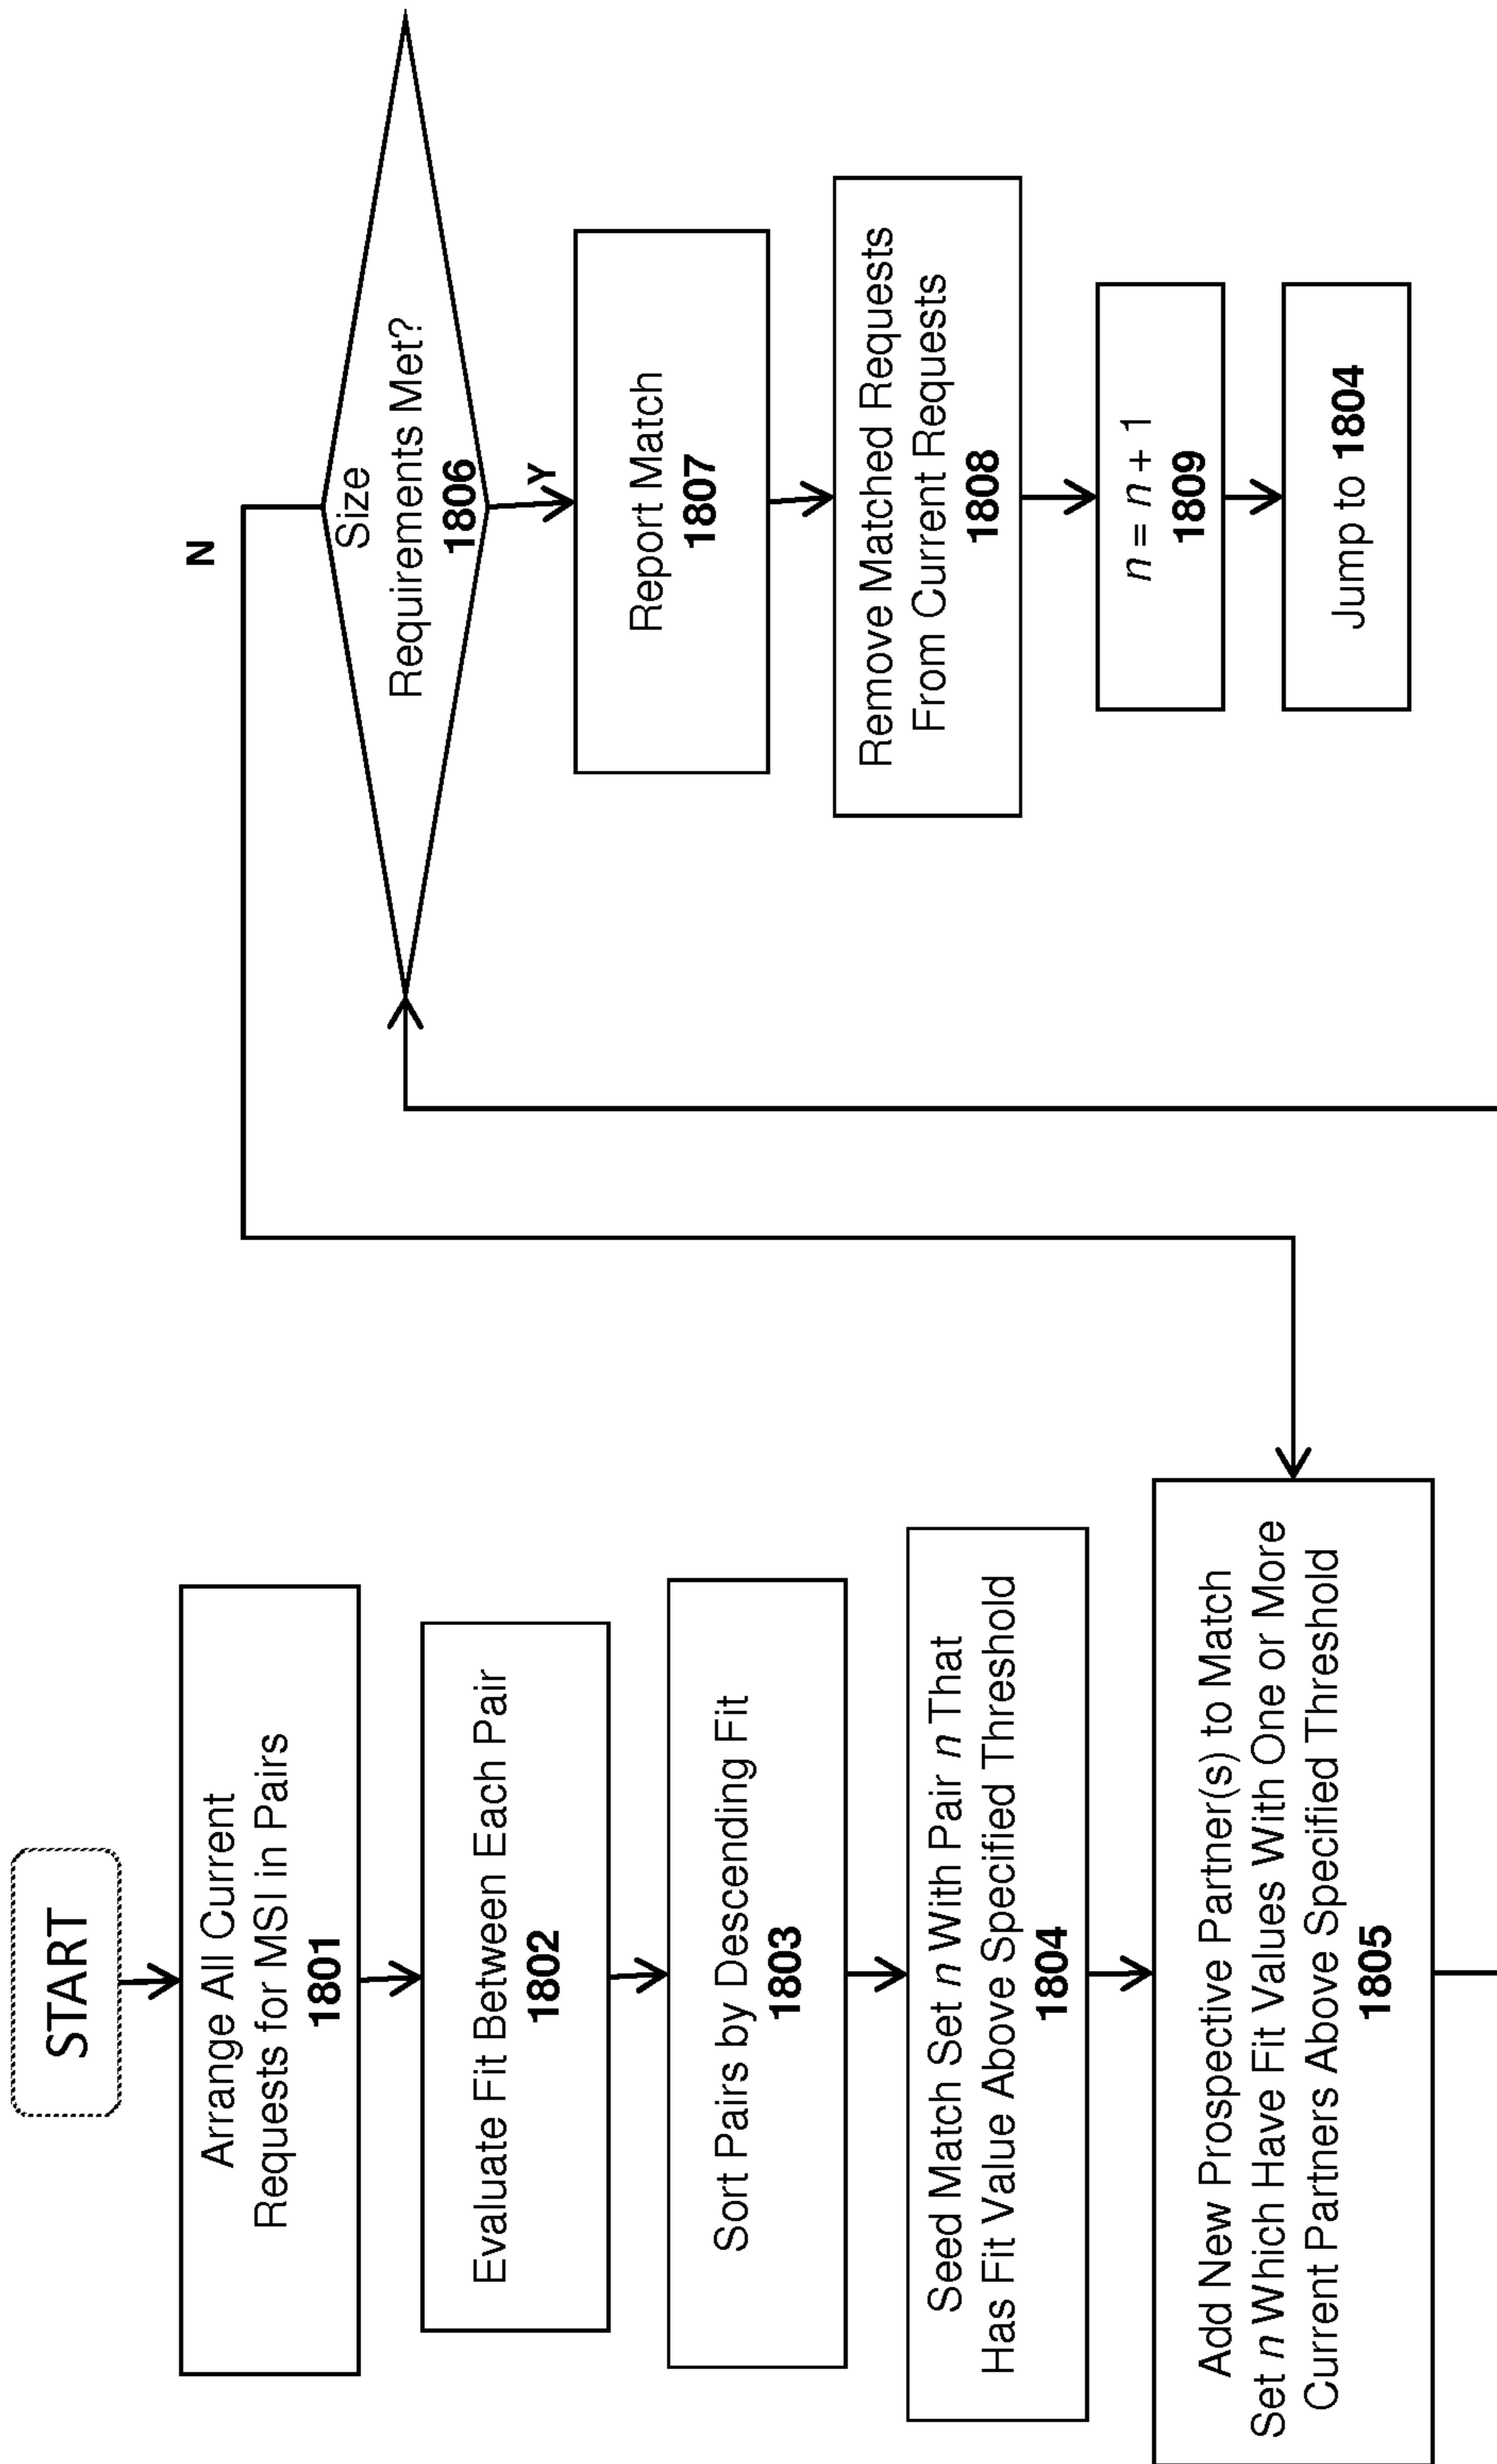 START
Arrange All Current
Requests for MSI in Pairs
1801
Evaluate Fit Between Each Pair
1802
Sort Pairs by Descending Fit
1803
Seed Match Set n With Pair n That
Has Fit Value Above Specified Threshold
1804
Add New Prospective Partner(s) to Match
Set n Which Have Fit Values With One or More
Current Partners Above Specified Threshold
1805
N
Size
Requirements Met?
1806
Y
Report Match
1807
Remove Matched Requests
From Current Requests
1808
n = n + 1
1809
Jump to 1804